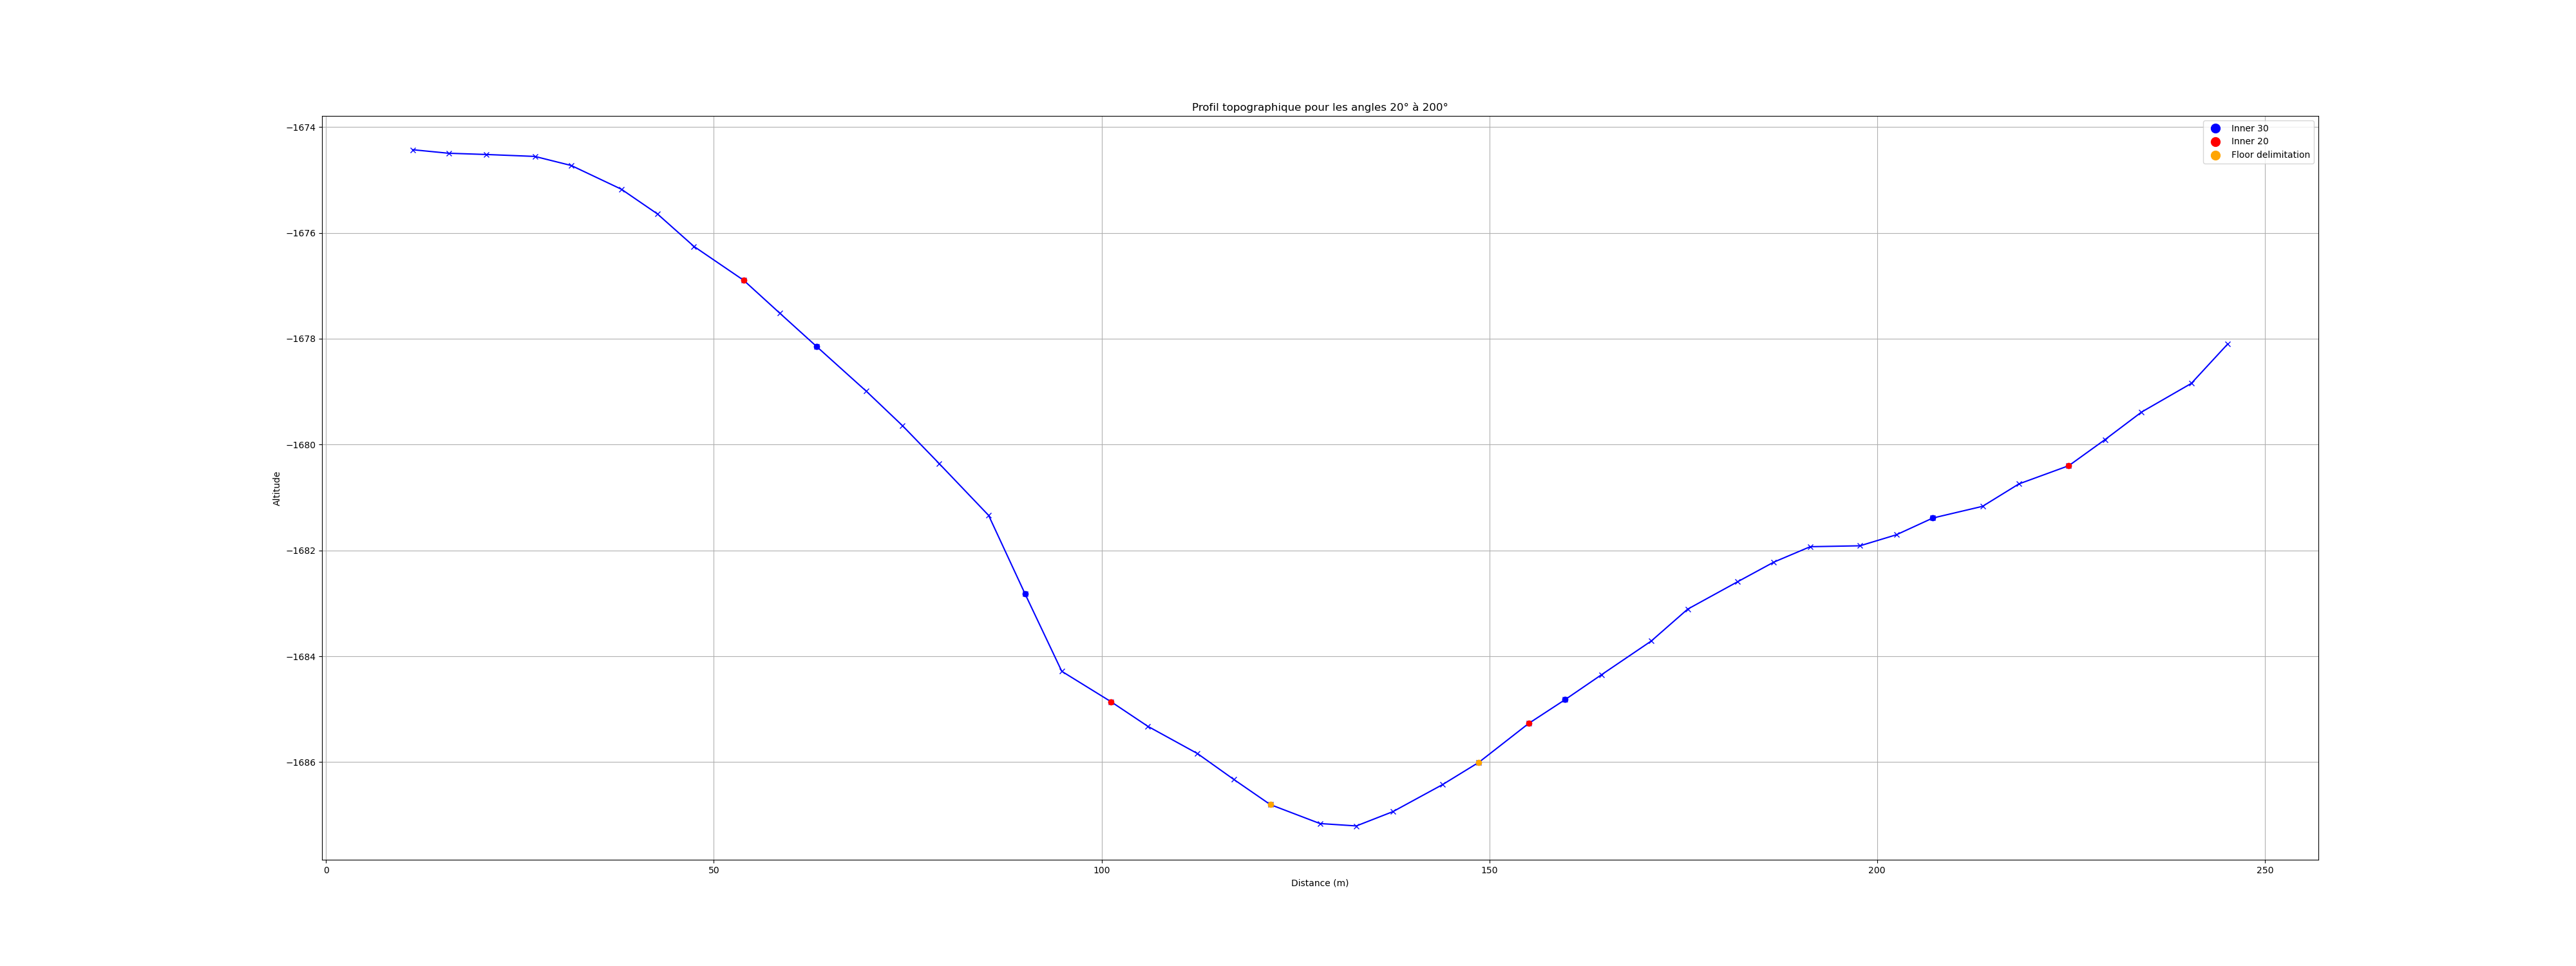 Profil topographique pour les angles 20° à 200°
Inner 30
Inner 20
Floor delimitation
Altitude
−1674
−1676
−1678
−1680
−1682
−1684
−1686
0
50
100
150
200
250
Distance (m)